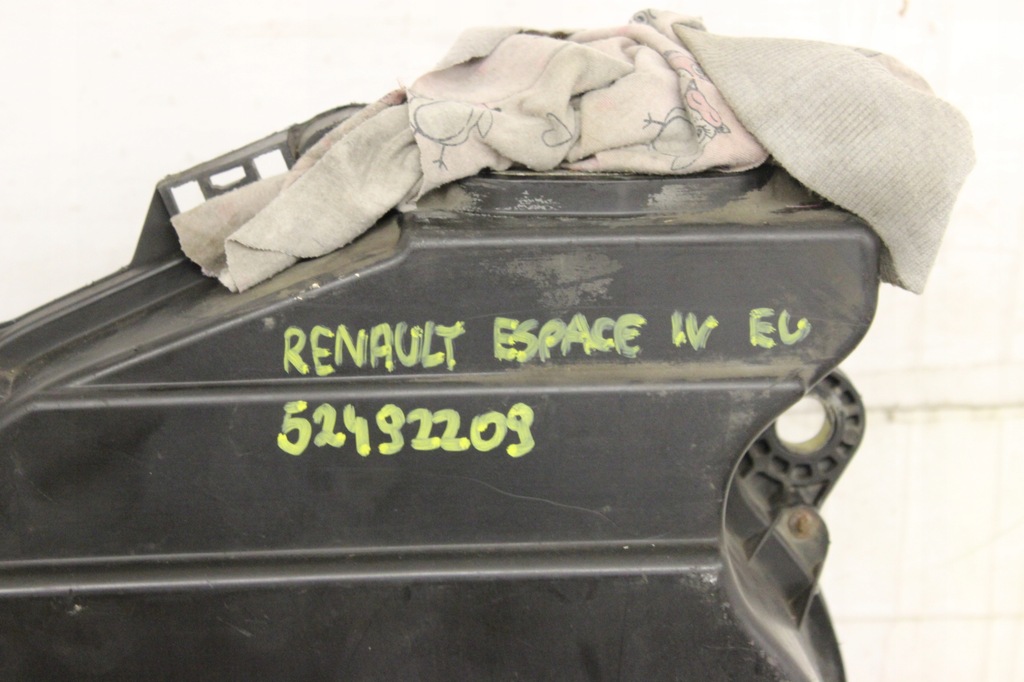 RENAULT ESPACE IV EU
52492209